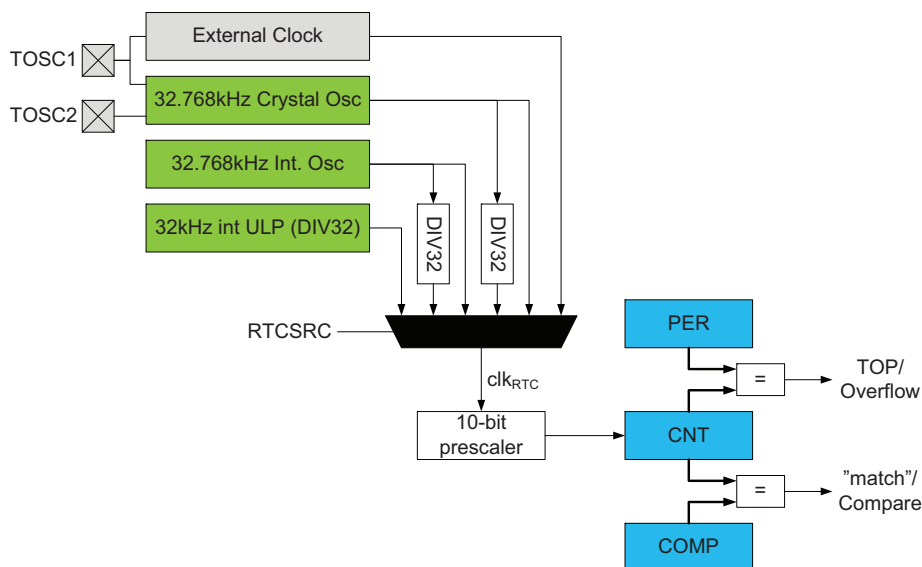 External Clock
TOSC1
32.768kHz Crystal Osc
TOSC2
32.768kHz Int. Osc
32kHz int ULP (DIV32)
DIV32
DIV32
RTCSRC
PER
TOP/
Overflow
=
clkRTC
10-bit
prescaler
CNT
"match"/
Compare
=
COMP